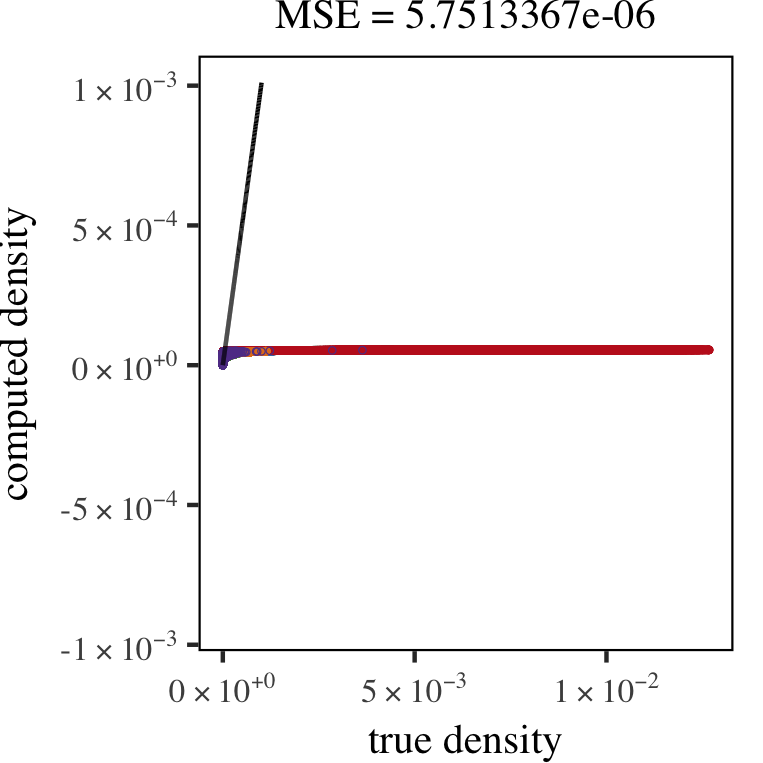 MSE = 5.7513367e-06
computed density
1 × 10⁻³
5 × 10⁻⁴
0 × 10⁺⁰
-5 × 10⁻⁴
-1 × 10⁻³
0 × 10⁺⁰ 5 × 10⁻³ 1 × 10⁻²
true density